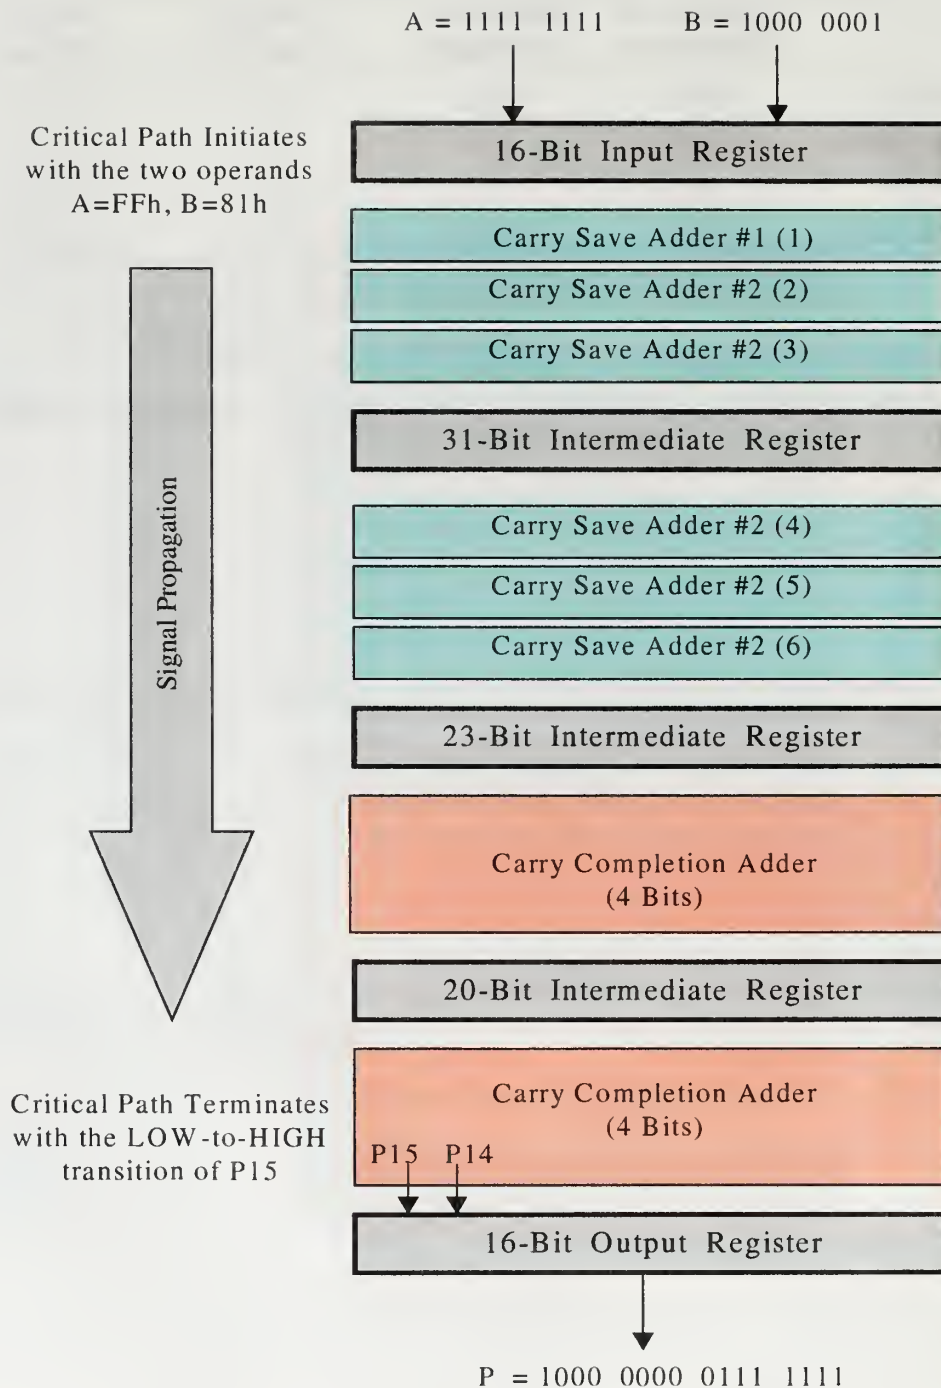 A = 1111 1111 B = 1000 0001
Critical Path Initiates
with the two operands
A=FFh, B=81h
16-Bit Input Register
Carry Save Adder #1 (1)
Carry Save Adder #2 (2)
Carry Save Adder #2 (3)
31-Bit Intermediate Register
Signal Propagation
Carry Save Adder #2 (4)
Carry Save Adder #2 (5)
Carry Save Adder #2 (6)
23-Bit Intermediate Register
Carry Completion Adder
(4 Bits)
20-Bit Intermediate Register
Carry Completion Adder
(4 Bits)
Critical Path Terminates
with the LOW-to-HIGH
transition of P15
P15 P14
16-Bit Output Register
P = 1000 0000 0111 1111